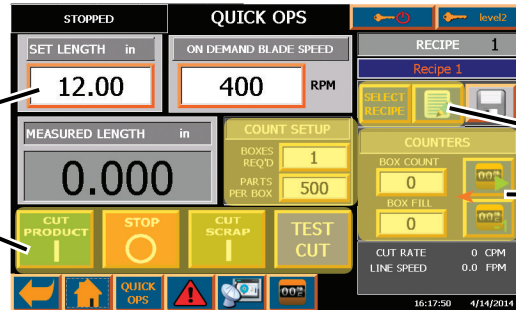 STOPPED
QUICK OPS
level2
SET LENGTH in
12.00
ON DEMAND BLADE SPEED
400 RPM
RECIPE 1
Recipe 1
SELECT
RECIPE
MEASURED LENGTH in
0.000
COUNT SETUP
BOXES
REQ'D 1
PARTS
PER BOX 500
COUNTERS
BOX COUNT
0
BOX FILL
0
002
002
CUT
PRODUCT
STOP
CUT
SCRAP
TEST
CUT
CUT RATE 0 CPM
LINE SPEED 0.0 FPM
QUICK
OPS
002
16:17:50 4/14/2014